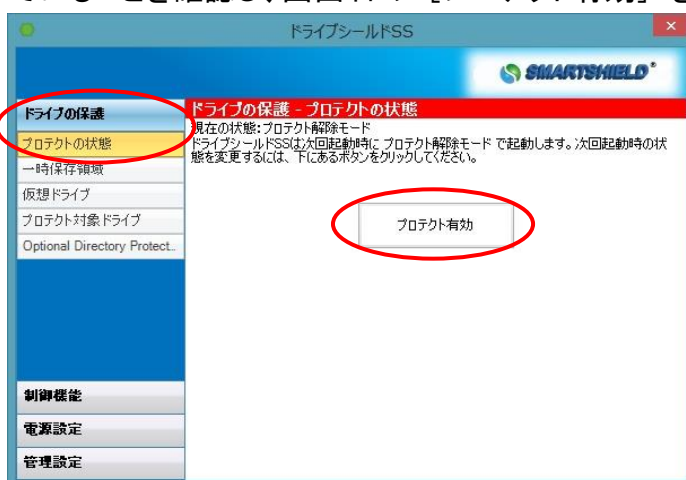 ドライブシールドSS
×
SMARTSHIELD
ドライブの保護
プロテクトの状態
一時保存領域
仮想ドライブ
プロテクト対象ドライブ
Optional Directory Protect..
制御機能
電源設定
管理設定
ドライブの保護 - プロテクトの状態
現在の状態:プロテクト解除モード
ドライブシールドSSは次回起動時に プロテクト解除モード で起動します。次回起動時の状
態を変更するには、下にあるボタンをクリックしてください。
プロテクト有効